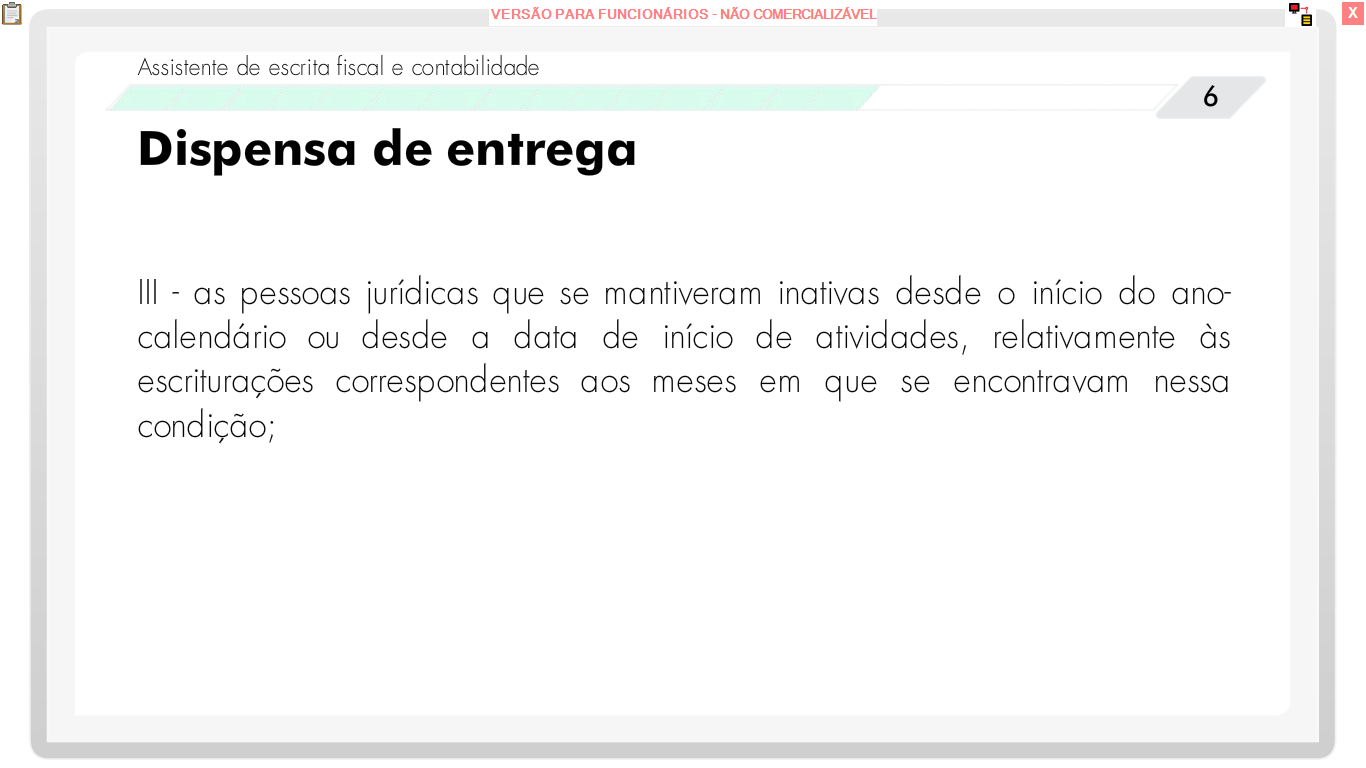 VERSÃO PARA FUNCIONÁRIOS - NÃO COMERCIALIZÁVEL
X
Assistente de escrita fiscal e contabilidade
6
Dispensa de entrega
III - as pessoas jurídicas que se mantiveram inativas desde o início do ano-
calendário ou desde a data de início de atividades, relativamente às
escriturações correspondentes aos meses em que se encontravam nessa
condição;